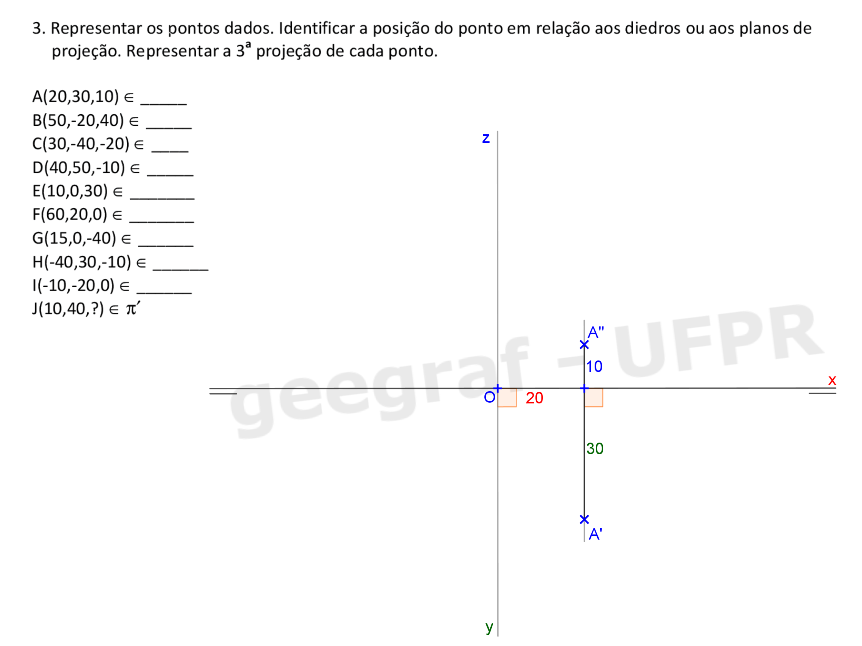 3. Representar os pontos dados. Identificar a posição do ponto em relação aos diedros ou aos planos de
projeção. Representar a 3ª projeção de cada ponto.
A(20,30,10) ∈ _____
B(50,-20,40) ∈ _____
C(30,-40,-20) ∈ ____
D(40,50,-10) ∈ _____
E(10,0,30) ∈ _______
F(60,20,0) ∈ _______
G(15,0,-40) ∈ ______
H(-40,30,-10) ∈ ______
I(-10,-20,0) ∈ ______
J(10,40,?) ∈ π′
z
A"
10
x
O
20
30
A'
y
geegraf - UFPR